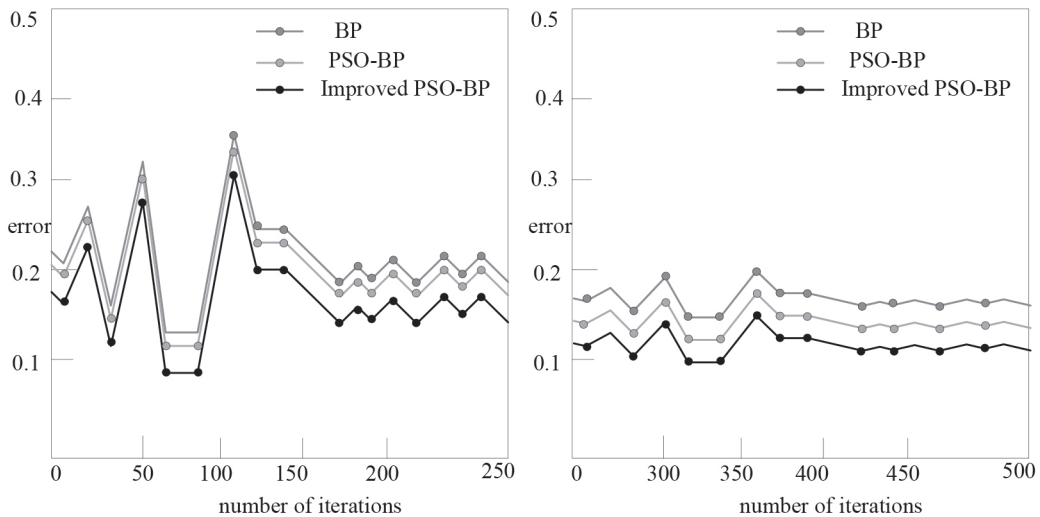 0.5
0.4
0.3
error
0.2
0.1
BP
PSO-BP
Improved PSO-BP
0 50 100 150 200 250
number of iterations
0.5
0.4
0.3
error
0.2
0.1
BP
PSO-BP
Improved PSO-BP
0 300 350 400 450 500
number of iterations